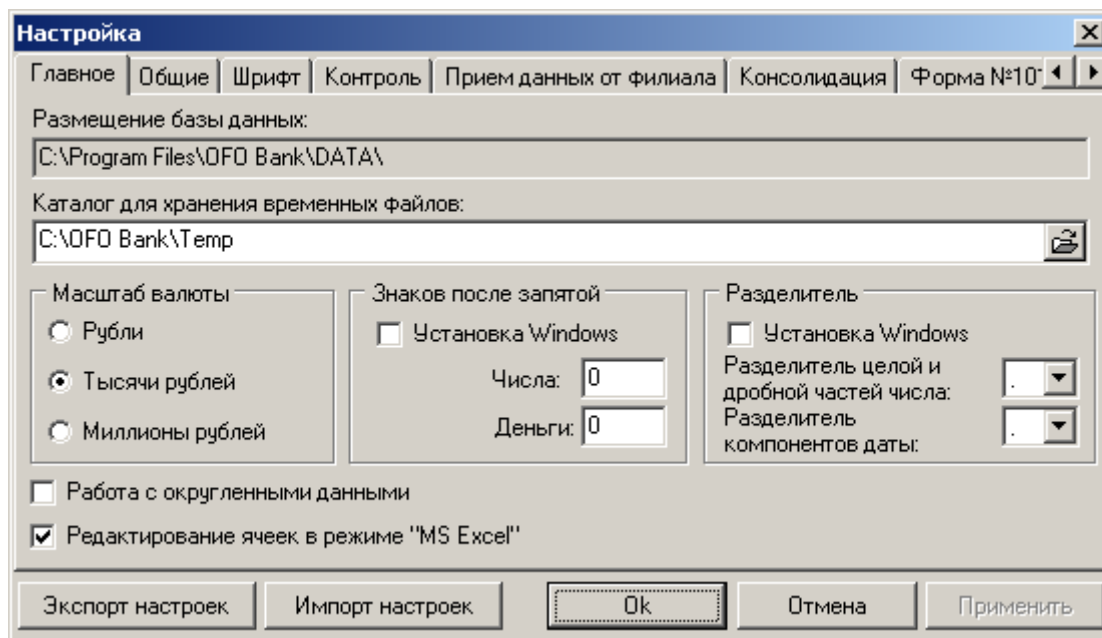 Настройка
Главное Общие Шрифт Контроль Прием данных от филиала Консолидация Форма №10
Размещение базы данных:
C:\Program Files\OFO Bank\DATA\
Каталог для хранения временных файлов:
C:\OFO Bank\Temp
Масштаб валюты Знаков после запятой Разделитель
Рубли Установка Windows Установка Windows
Тысячи рублей Числа: 0 Разделитель целой и
дробной частей числа: .
Миллионы рублей Деньги: 0 Разделитель
компонентов даты: .
Работа с округленными данными
Редактирование ячеек в режиме "MS Excel"
Экспорт настроек Импорт настроек Ok Отмена Применить